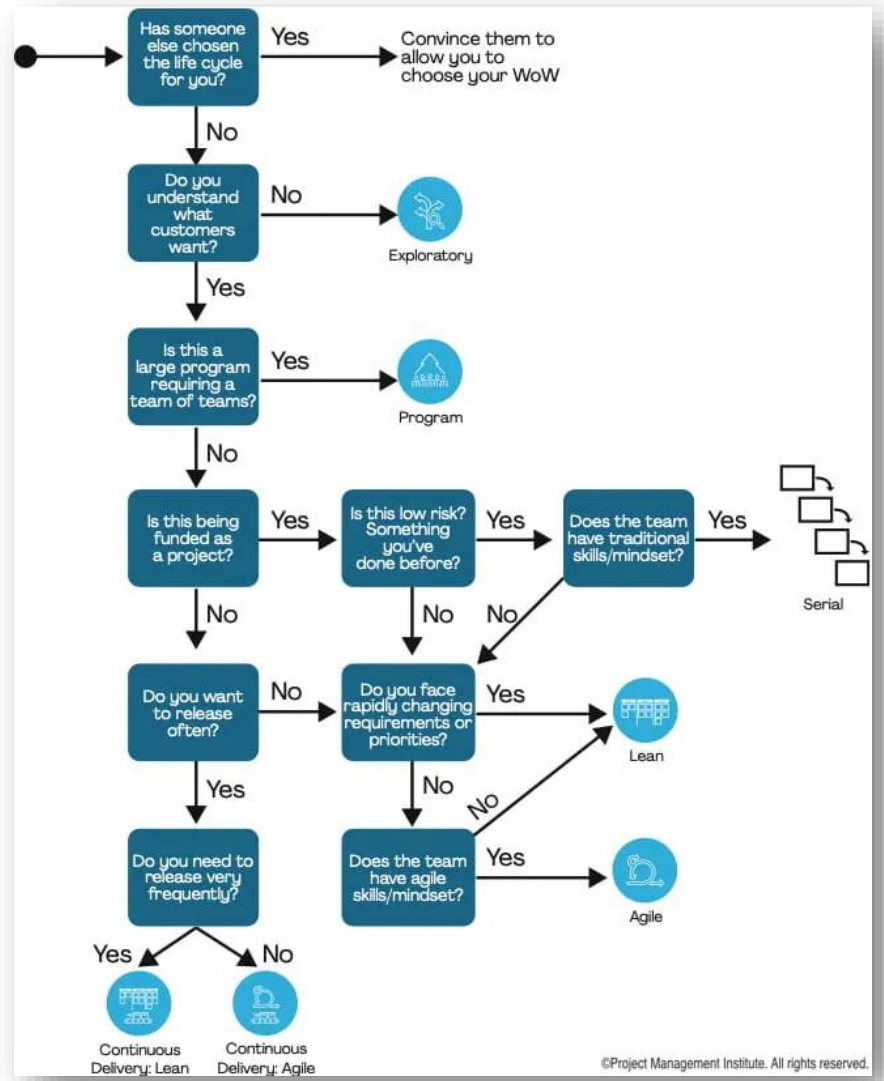 Has someone
else chosen
the life cycle
for you?
Yes
Convince them to
allow you to
choose your WoW
No
Do you
understand
what
customers
want?
No
Exploratory
Yes
Is this a
large program
requiring a
team of teams?
Yes
Program
No
Is this being
funded as
a project?
Yes
Is this low risk?
Something
you've
done before?
Yes
Does the team
have traditional
skills/mindset?
Yes
Serial
No
No
No
Do you want
to release
often?
No
Do you face
rapidly changing
requirements or
priorities?
Yes
Lean
Yes
No
No
Do you need to
release very
frequently?
Does the team
have agile
skills/mindset?
Yes
Agile
Yes
No
Continuous
Delivery: Lean
Continuous
Delivery: Agile
©Project Management Institute. All rights reserved.